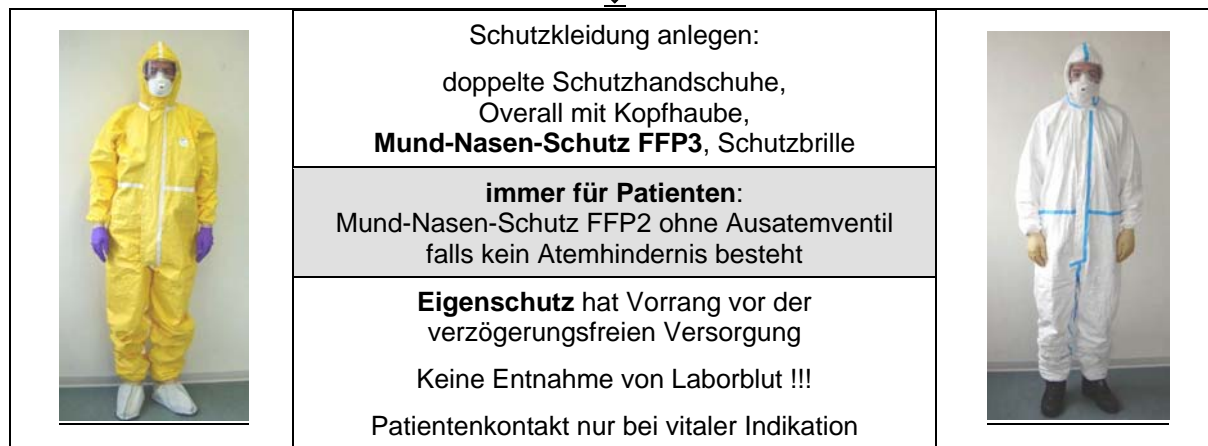 Schutzkleidung anlegen:
doppelte Schutzhandschuhe,
Overall mit Kopfhaube,
Mund-Nasen-Schutz FFP3, Schutzbrille
immer für Patienten:
Mund-Nasen-Schutz FFP2 ohne Ausatemventil
falls kein Atemhindernis besteht
Eigenschutz hat Vorrang vor der
verzögerungsfreien Versorgung
Keine Entnahme von Laborblut !!!
Patientenkontakt nur bei vitaler Indikation